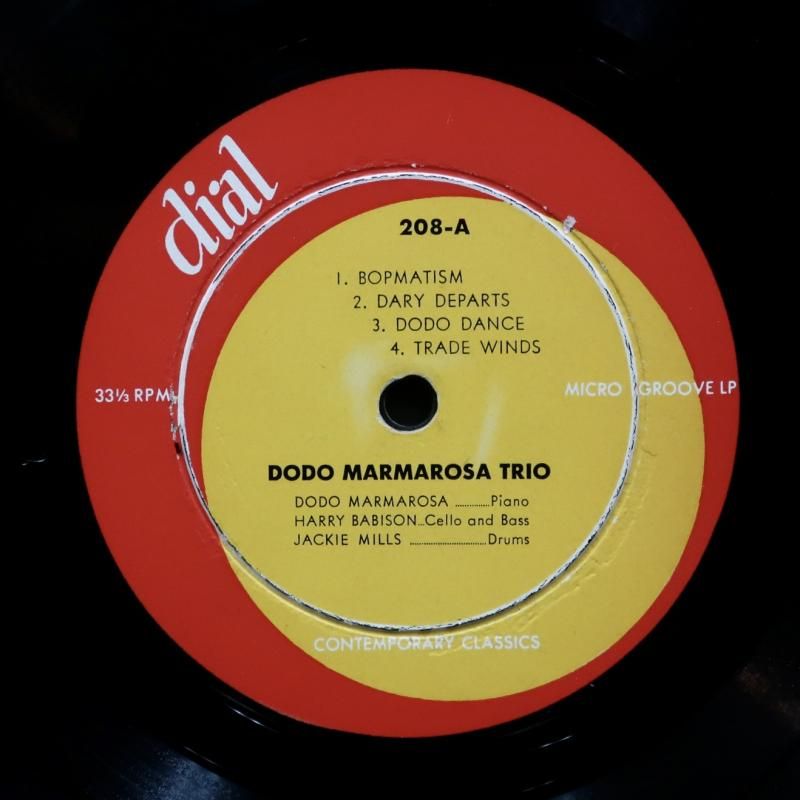 dial
208-A
1. BOPMATISM
2. DARY DEPARTS
3. DODO DANCE
4. TRADE WINDS
33⅓ RPM
MICRO GROOVE LP
DODO MARMAROSA TRIO
DODO MARMAROSA ........... Piano
HARRY BABISON...Cello and Bass
JACKIE MILLS ........................ Drums
CONTEMPORARY CLASSICS